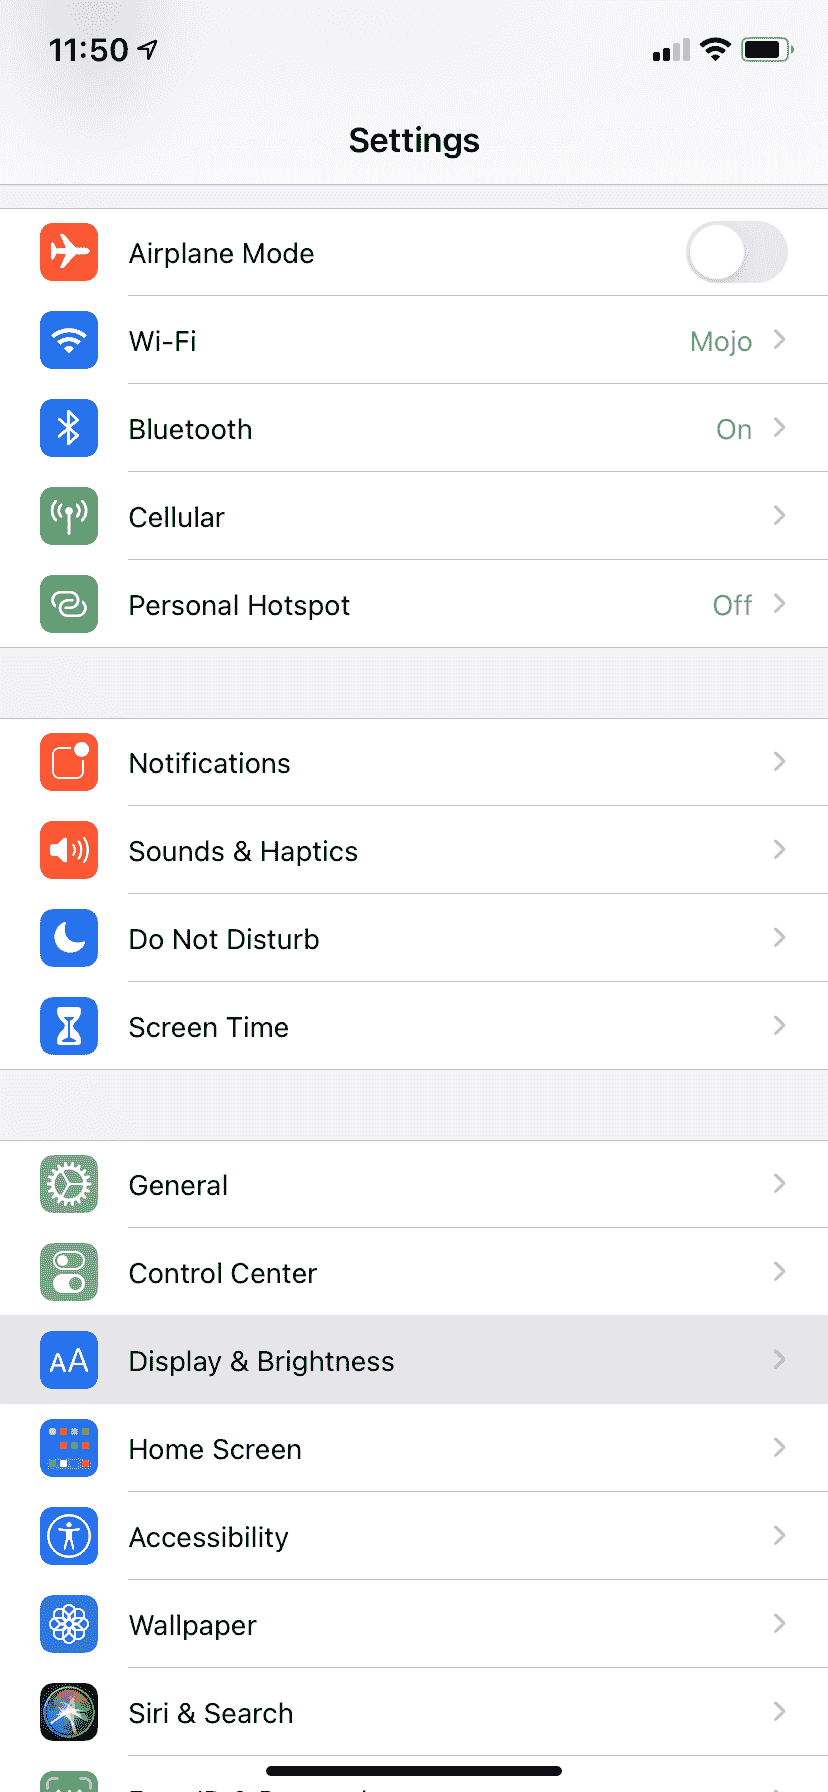 11:50
Settings
Airplane Mode
Wi-Fi Mojo
Bluetooth On
Cellular
Personal Hotspot Off
Notifications
Sounds & Haptics
Do Not Disturb
Screen Time
General
Control Center
AA Display & Brightness
Home Screen
Accessibility
Wallpaper
Siri & Search